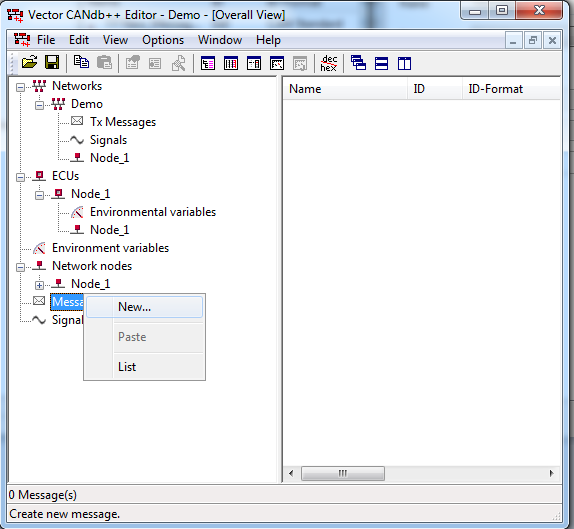 Vector CANdb++ Editor - Demo - [Overall View]
File Edit View Options Window Help
dec
hex
Name ID ID-Format
Networks
Demo
Tx Messages
Signals
Node_1
ECUs
Node_1
Environmental variables
Node_1
Environment variables
Network nodes
Node_1
Messa
New...
Signal
Paste
List
0 Message(s)
Create new message.